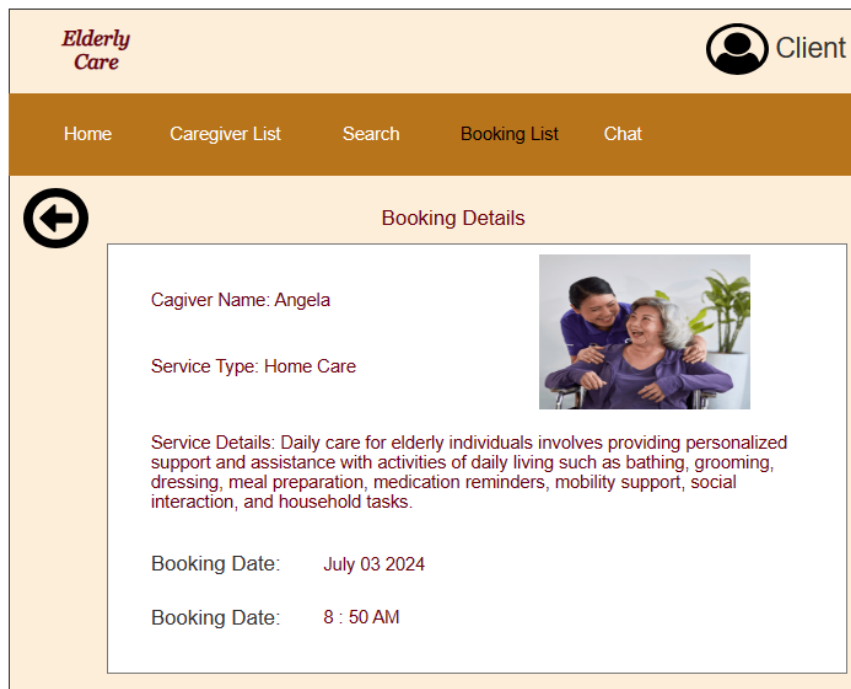 Elderly
Care
Client
Home Caregiver List Search Booking List Chat
Booking Details
Cagiver Name: Angela
Service Type: Home Care
Service Details: Daily care for elderly individuals involves providing personalized
support and assistance with activities of daily living such as bathing, grooming,
dressing, meal preparation, medication reminders, mobility support, social
interaction, and household tasks.
Booking Date: July 03 2024
Booking Date: 8 : 50 AM